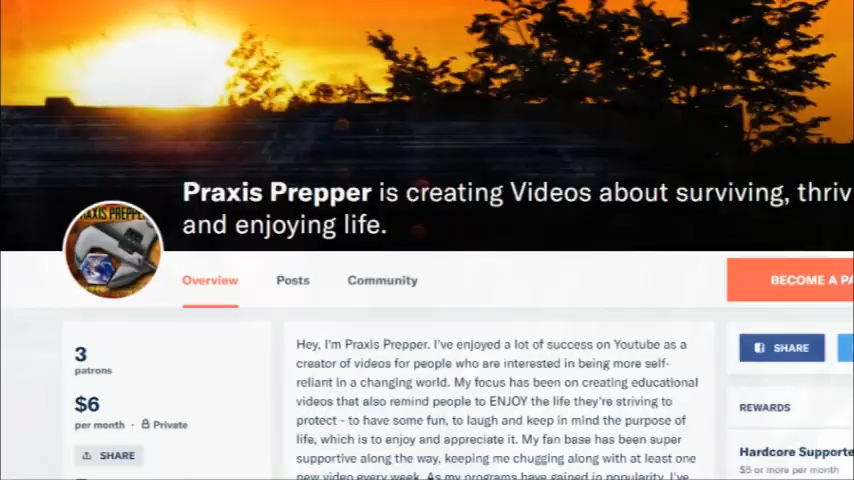 Praxis Prepper is creating Videos about surviving, thriv
and enjoying life.
PRAXIS PREPPER
Overview
Posts
Community
BECOME A PA
3
patrons
$6
per month · Private
SHARE
Hey, I'm Praxis Prepper. I've enjoyed a lot of success on Youtube as a
creator of videos for people who are interested in being more self-
reliant in a changing world. My focus has been on creating educational
videos that also remind people to ENJOY the life they're striving to
protect - to have some fun, to laugh and keep in mind the purpose of
life, which is to enjoy and appreciate it. My fan base has been super
supportive along the way, keeping me chugging along with at least one
new video every week. As my programs have gained in popularity, I've
SHARE
REWARDS
Hardcore Supporte
$5 or more per month